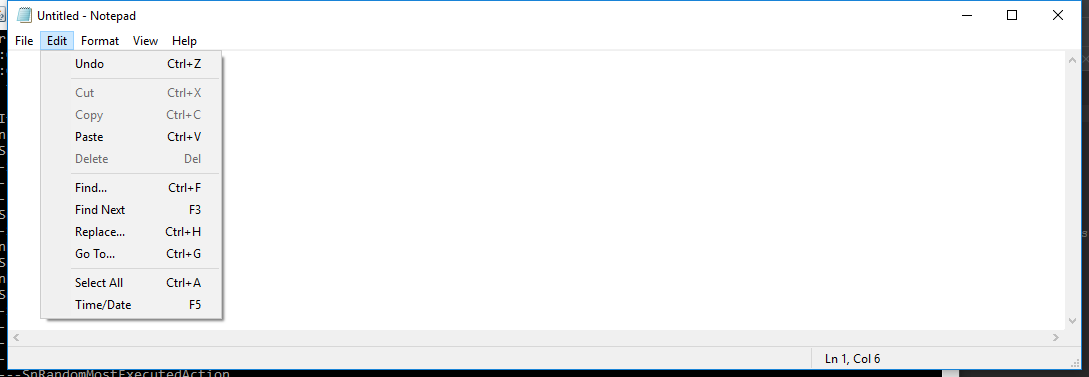 Untitled - Notepad
File Edit Format View Help
Undo Ctrl+Z
Cut Ctrl+X
Copy Ctrl+C
Paste Ctrl+V
Delete Del
Find... Ctrl+F
Find Next F3
Replace... Ctrl+H
Go To... Ctrl+G
Select All Ctrl+A
Time/Date F5
Ln 1, Col 6
---SnRandomMostExecutedAction